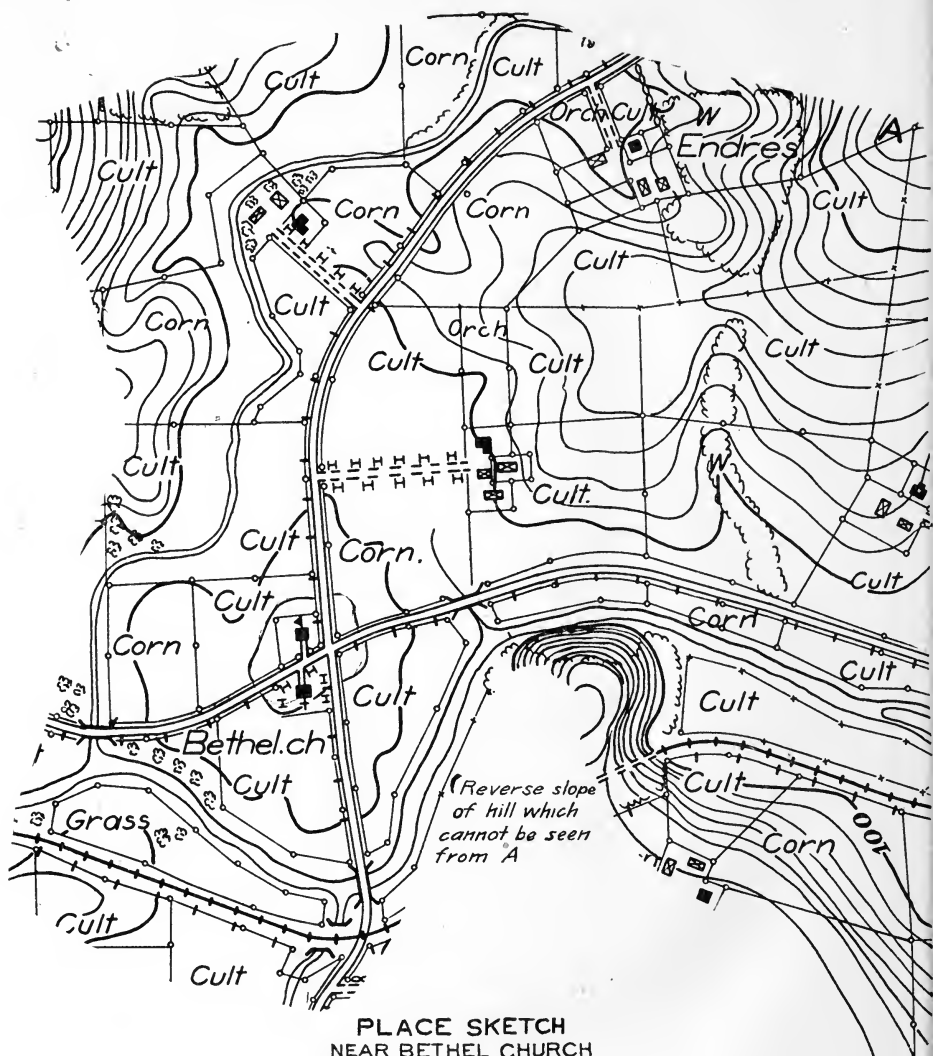 Corn
Cult
Cult
Orch
Cult
W
Endres
A
Cult
Cult
Corn
Corn
Cult
Cult
Corn
Orch
Cult
Cult
Cult
Cult
W
Cult.
Cult
Corn.
Cult
Cult
Corn
Corn
Cult
Cult
Cult
Bethel.ch
Cult
Cult
(Reverse slope
of hill which
cannot be seen
from A
Grass
Corn
100
Cult
Cult
PLACE SKETCH
NEAR BETHEL CHURCH